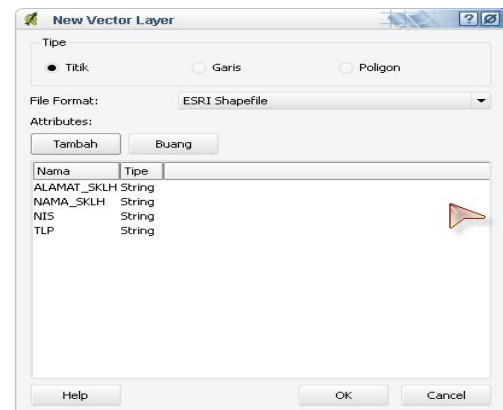 New Vector Layer
Tipe
Titik Garis Poligon
File Format: ESRI Shapefile
Attributes:
Tambah Buang
Nama Tipe
ALAMAT_SKLH String
NAMA_SKLH String
NIS String
TLP String
Help OK Cancel